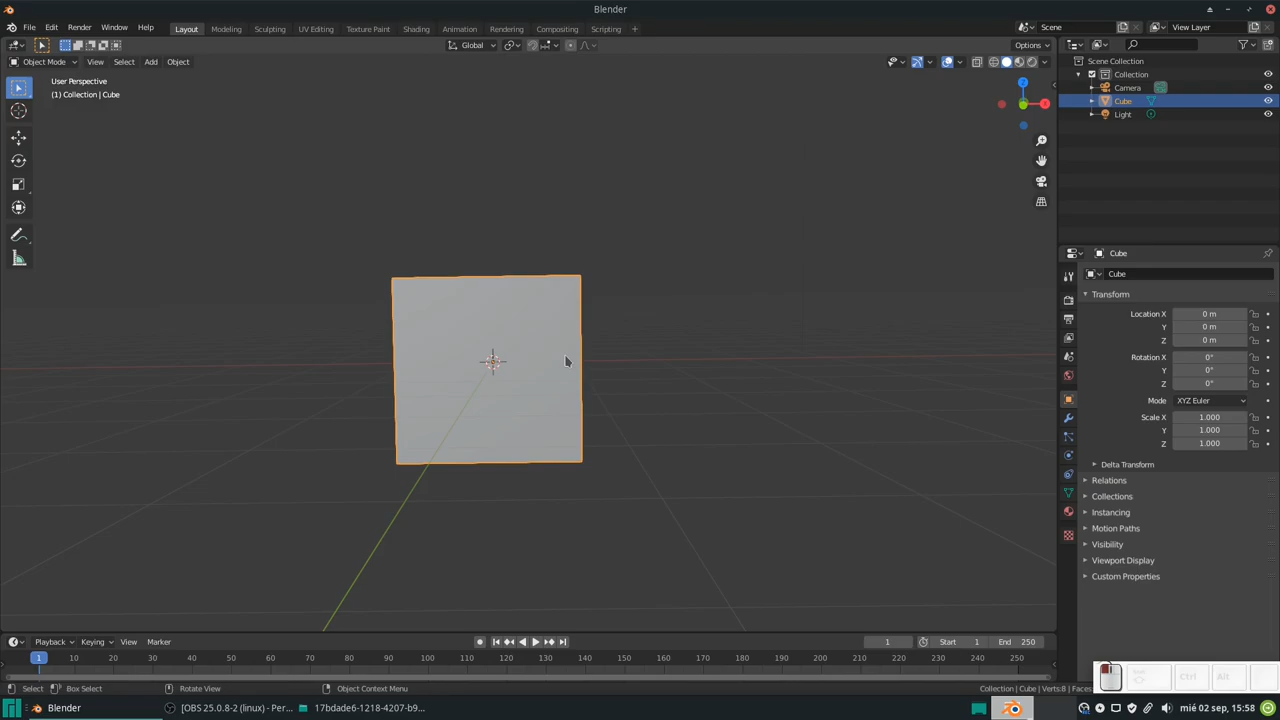 Blender
File Edit Render Window Help Layout Modeling Sculpting UV Editing Texture Paint Shading Animation Rendering Compositing Scripting + Scene View Layer
Global Options
Object Mode View Select Add Object
User Perspective
(1) Collection | Cube
Z
X
Scene Collection
Collection
Camera
Cube
Light
Cube
Cube
Transform
Location X 0 m
Y 0 m
Z 0 m
Rotation X 0°
Y 0°
Z 0°
Mode XYZ Euler
Scale X 1.000
Y 1.000
Z 1.000
Delta Transform
Relations
Collections
Instancing
Motion Paths
Visibility
Viewport Display
Custom Properties
Playback Keying View Marker 1 Start 1 End 250
1 10 20 30 40 50 60 70 80 90 100 110 120 130 140 150 160 170 180 190 200 210 220 230 240 250
Select Box Select Rotate View Object Context Menu Collection | Cube | Verts:8 | Faces
Ctrl Alt
Blender [OBS 25.0.8-2 (linux) - Per... 17bdade6-1218-4207-b9... mié 02 sep, 15:58